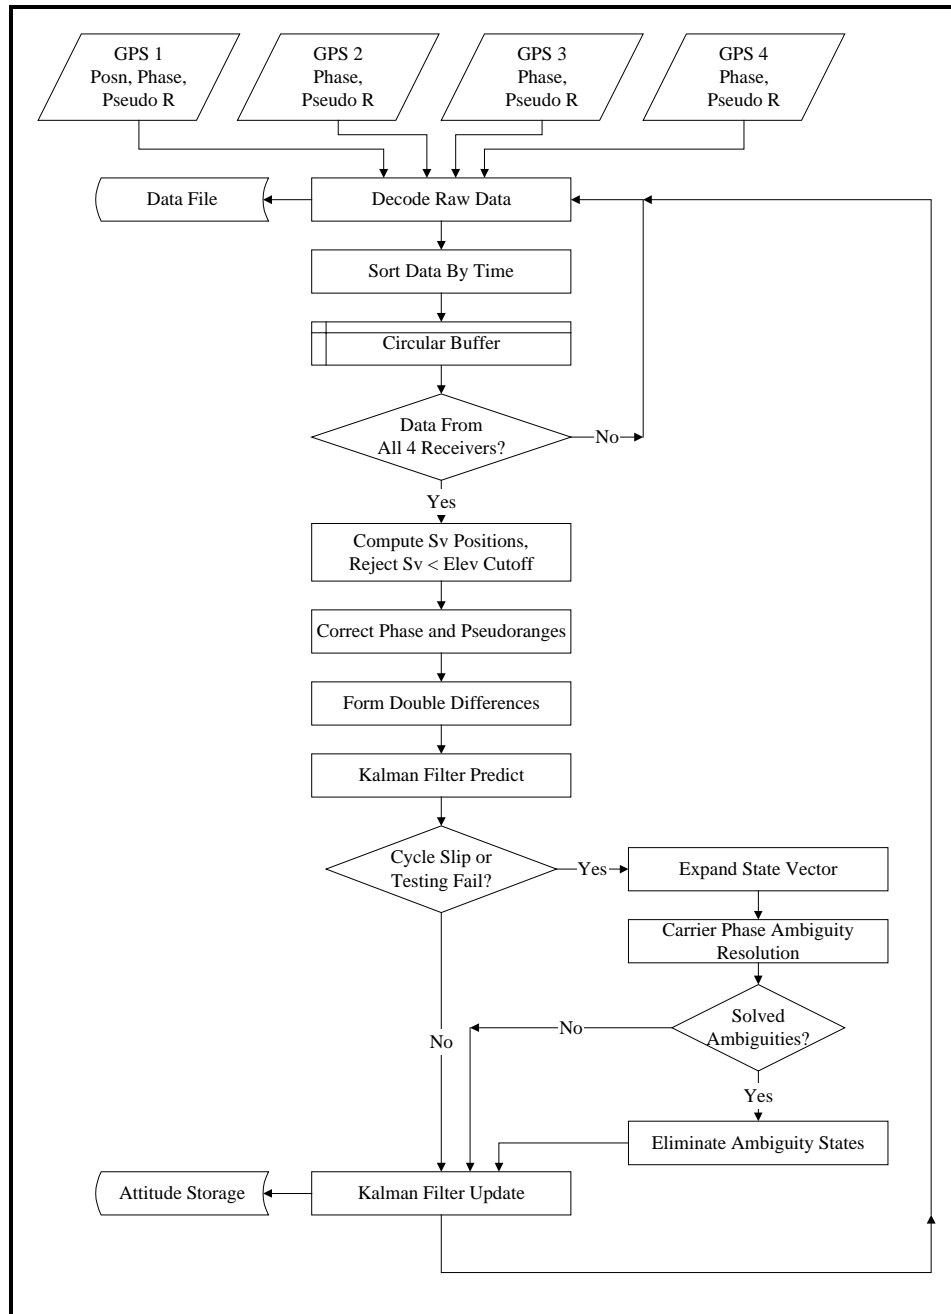 GPS 1
Posn, Phase,
Pseudo R
GPS 2
Phase,
Pseudo R
GPS 3
Phase,
Pseudo R
GPS 4
Phase,
Pseudo R
Data File
Decode Raw Data
Sort Data By Time
Circular Buffer
Data From
All 4 Receivers?
No
Yes
Compute Sv Positions,
Reject Sv < Elev Cutoff
Correct Phase and Pseudoranges
Form Double Differences
Kalman Filter Predict
Cycle Slip or
Testing Fail?
Yes
Expand State Vector
Carrier Phase Ambiguity
Resolution
Solved
Ambiguities?
No
No
Yes
Eliminate Ambiguity States
Attitude Storage
Kalman Filter Update